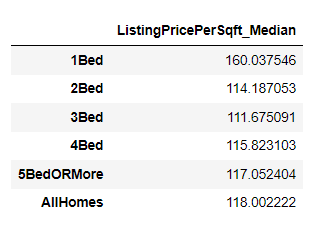 ListingPricePerSqft_Median
1Bed 160.037546
2Bed 114.187053
3Bed 111.675091
4Bed 115.823103
5BedORMore 117.052404
AllHomes 118.002222